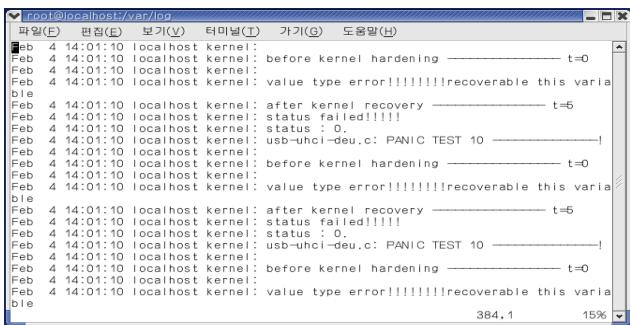 root@localhost:/var/log
파일(F) 편집(E) 보기(V) 터미널(T) 가기(G) 도움말(H)
Feb 4 14:01:10 localhost kernel:
Feb 4 14:01:10 localhost kernel: before kernel hardening ──────────────── t=0
Feb 4 14:01:10 localhost kernel:
Feb 4 14:01:10 localhost kernel: value type error!!!!!!!!recoverable this varia
ble
Feb 4 14:01:10 localhost kernel: after kernel recovery ──────────────── t=5
Feb 4 14:01:10 localhost kernel: status failed!!!!!
Feb 4 14:01:10 localhost kernel: status : 0.
Feb 4 14:01:10 localhost kernel: usb-uhci-deu.c: PANIC TEST 10 ───────────────!
Feb 4 14:01:10 localhost kernel:
Feb 4 14:01:10 localhost kernel: before kernel hardening ──────────────── t=0
Feb 4 14:01:10 localhost kernel:
Feb 4 14:01:10 localhost kernel: value type error!!!!!!!!recoverable this varia
ble
Feb 4 14:01:10 localhost kernel: after kernel recovery ──────────────── t=5
Feb 4 14:01:10 localhost kernel: status failed!!!!!
Feb 4 14:01:10 localhost kernel: status : 0.
Feb 4 14:01:10 localhost kernel: usb-uhci-deu.c: PANIC TEST 10 ───────────────!
Feb 4 14:01:10 localhost kernel:
Feb 4 14:01:10 localhost kernel: before kernel hardening ──────────────── t=0
Feb 4 14:01:10 localhost kernel:
Feb 4 14:01:10 localhost kernel: value type error!!!!!!!!recoverable this varia
ble
384,1 15%